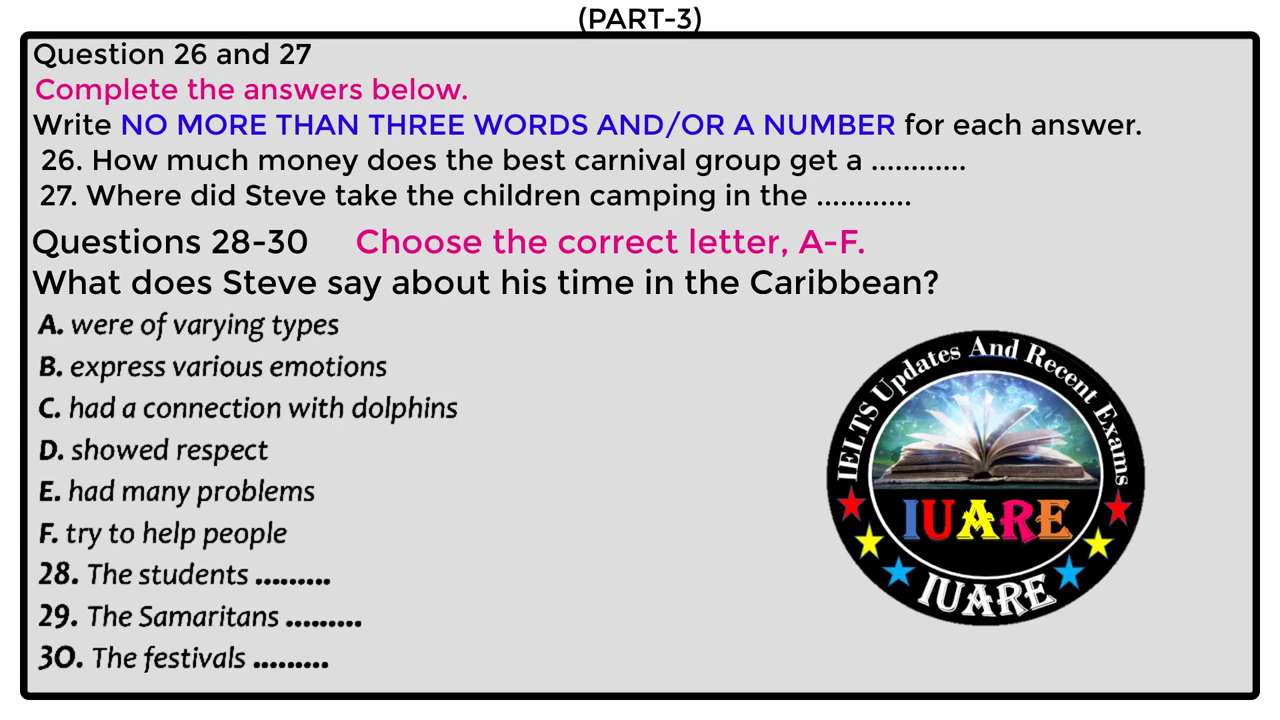 (PART-3)
Question 26 and 27
Complete the answers below.
Write NO MORE THAN THREE WORDS AND/OR A NUMBER for each answer.
26. How much money does the best carnival group get a ............
27. Where did Steve take the children camping in the ............
Questions 28-30 Choose the correct letter, A-F.
What does Steve say about his time in the Caribbean?
A. were of varying types
B. express various emotions
C. had a connection with dolphins
D. showed respect
E. had many problems
F. try to help people
28. The students .........
29. The Samaritans .........
30. The festivals .........
IELTS Updates And Recent Exams
IUARE
IUARE